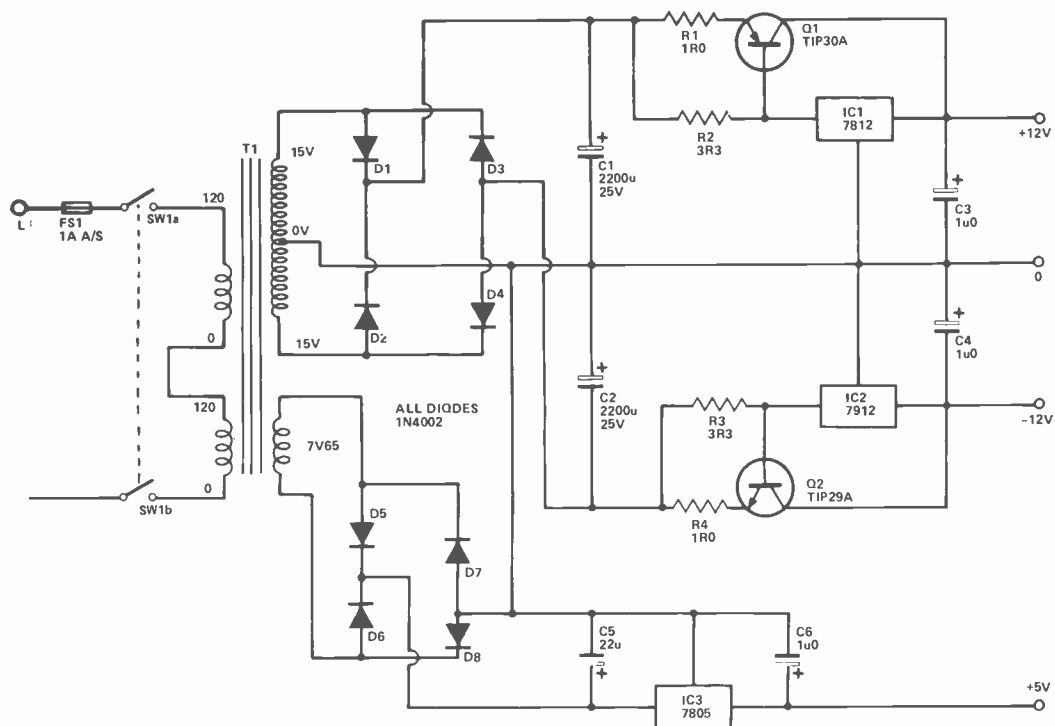 R1
1R0
Q1
TIP30A
R2
3R3
IC1
7812
+12V
C1
2200u
25V
+
C3
1u0
+
T1
15V
D1
D3
L
FS1
1A A/S
SW1a
120
0V
0
D2
D4
15V
0
+
C4
1u0
120
7V65
ALL DIODES
1N4002
+
C2
2200u
25V
R3
3R3
IC2
7912
-12V
0
SW1b
R4
1R0
Q2
TIP29A
D5
D7
D6
D8
C5
22u
+
C6
1u0
+
IC3
7805
+5V